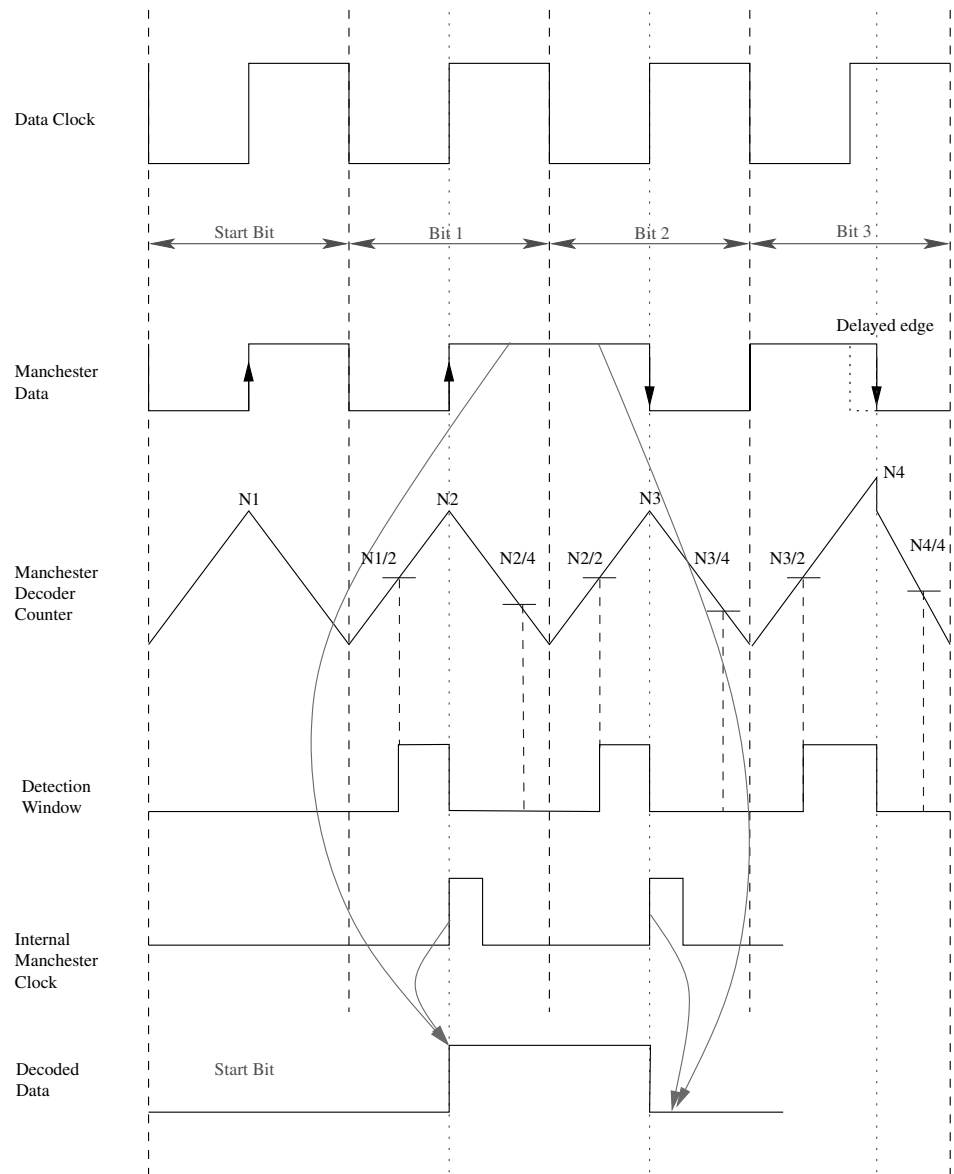 Data Clock
Start Bit
Bit 1
Bit 2
Bit 3
Delayed edge
Manchester
Data
N1
N2
N3
N4
N1/2
N2/4
N2/2
N3/4
N3/2
N4/4
Manchester
Decoder
Counter
Detection
Window
Internal
Manchester
Clock
Decoded
Data
Start Bit